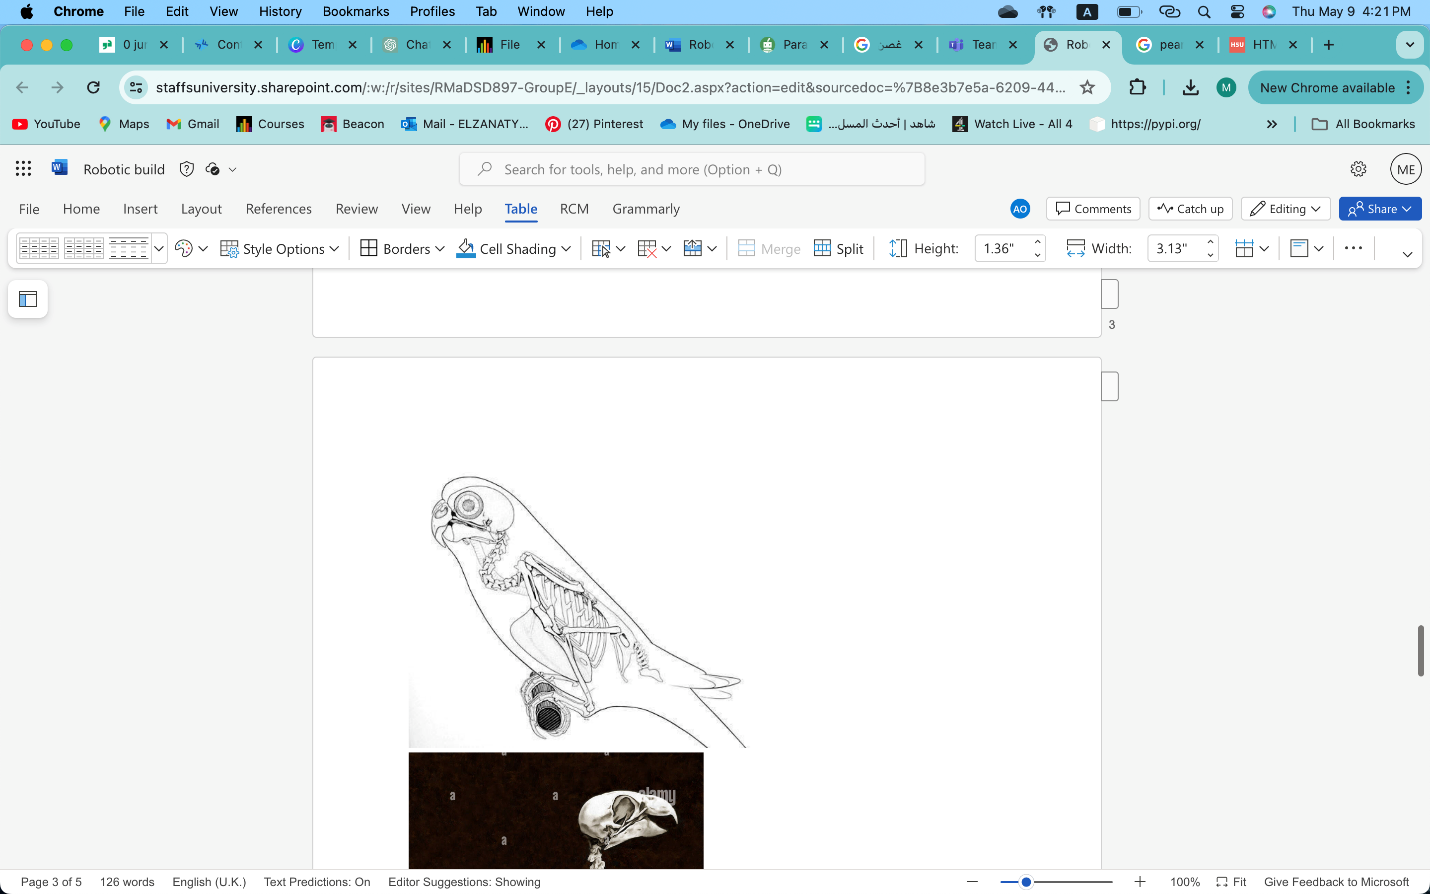 Chrome File Edit View History Bookmarks Profiles Tab Window Help A Thu May 9 4:21 PM
0 jur Con Tem Cha File Hom Rob Para غصر Tear Rob pea HTM
staffsuniversity.sharepoint.com/:w:/r/sites/RMaDSD897-GroupE/_layouts/15/Doc2.aspx?action=edit&sourcedoc=%7B8e3b7e5a-6209-44... M New Chrome available
YouTube Maps Gmail Courses Beacon Mail - ELZANATY... (27) Pinterest My files - OneDrive شاهد | أحدث المسل... Watch Live - All 4 https://pypi.org/ » All Bookmarks
Robotic build Search for tools, help, and more (Option + Q) ME
File Home Insert Layout References Review View Help Table RCM Grammarly AO Comments Catch up Editing Share
Style Options Borders Cell Shading Merge Split Height: 1.36" Width: 3.13" ...
3
a a alamy
a
Page 3 of 5 126 words English (U.K.) Text Predictions: On Editor Suggestions: Showing 100% Fit Give Feedback to Microsoft